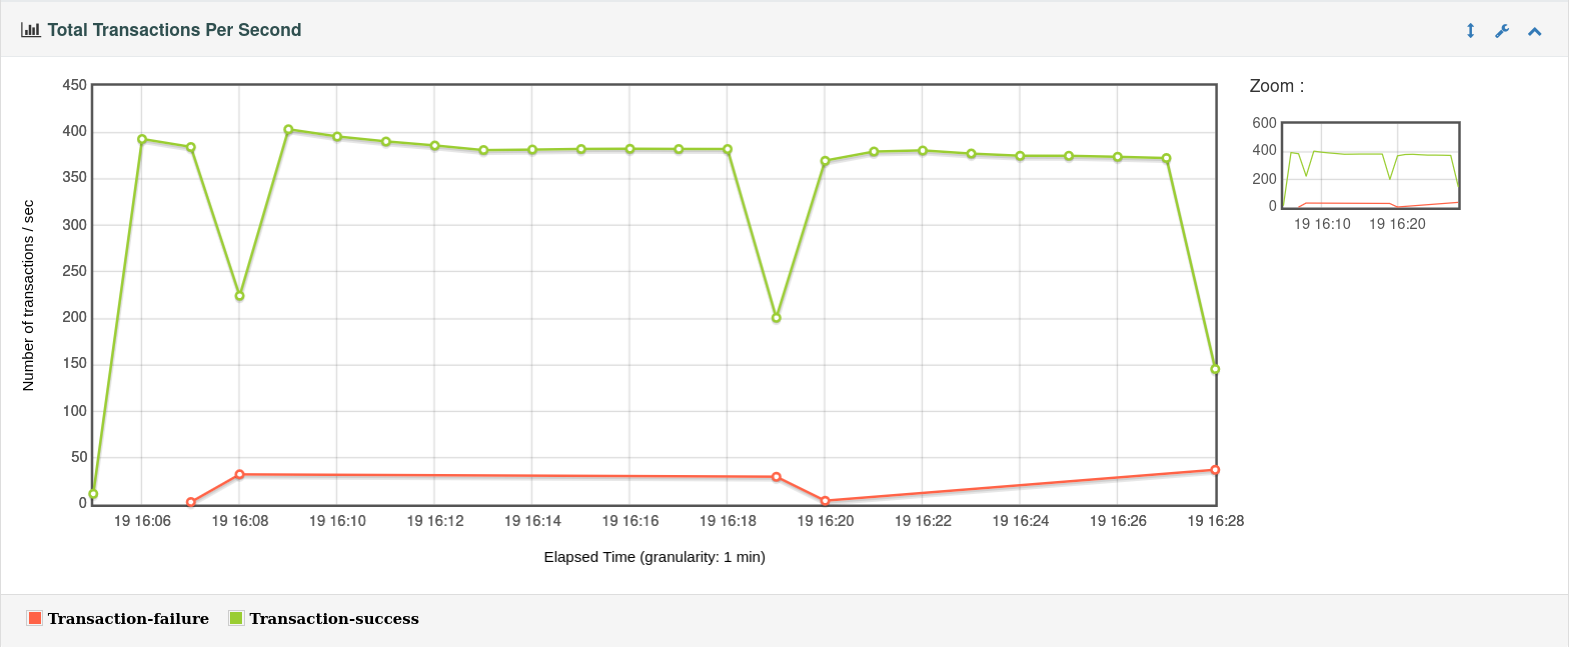 Total Transactions Per Second
Zoom :
450
400
350
300
250
200
150
100
50
0
Number of transactions / sec
19 16:06 19 16:08 19 16:10 19 16:12 19 16:14 19 16:16 19 16:18 19 16:20 19 16:22 19 16:24 19 16:26 19 16:28
Elapsed Time (granularity: 1 min)
600
400
200
0
19 16:10 19 16:20
Transaction-failure Transaction-success